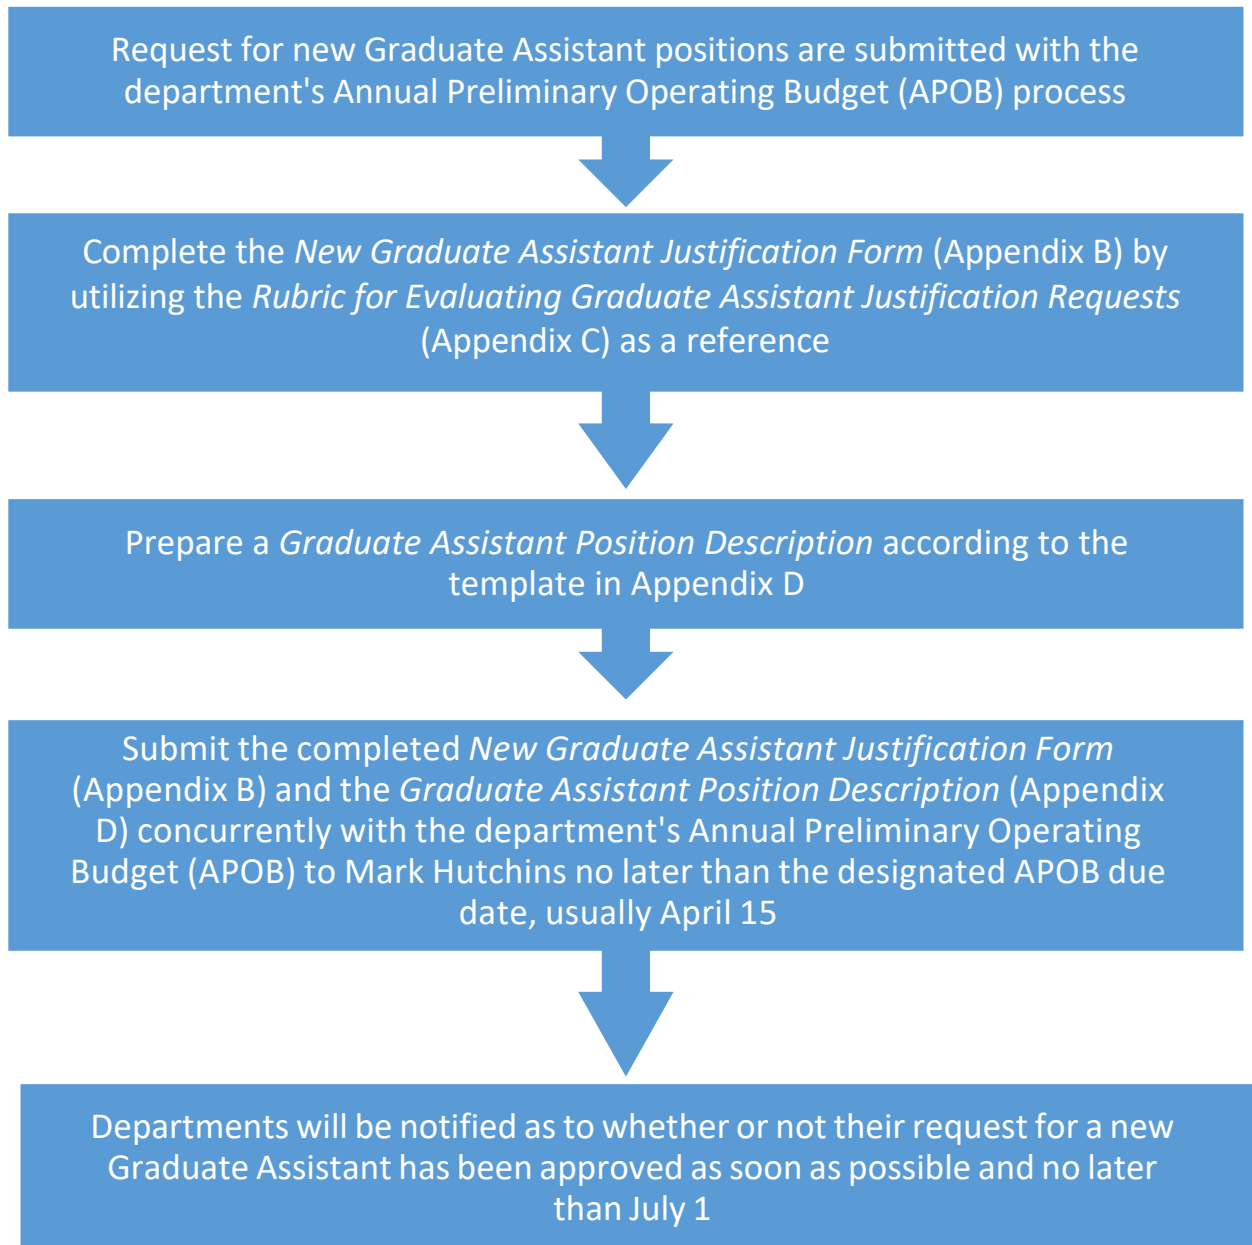 Request for new Graduate Assistant positions are submitted with the
department's Annual Preliminary Operating Budget (APOB) process
Complete the New Graduate Assistant Justification Form (Appendix B) by
utilizing the Rubric for Evaluating Graduate Assistant Justification Requests
(Appendix C) as a reference
Prepare a Graduate Assistant Position Description according to the
template in Appendix D
Submit the completed New Graduate Assistant Justification Form
(Appendix B) and the Graduate Assistant Position Description (Appendix
D) concurrently with the department's Annual Preliminary Operating
Budget (APOB) to Mark Hutchins no later than the designated APOB due
date, usually April 15
Departments will be notified as to whether or not their request for a new
Graduate Assistant has been approved as soon as possible and no later
than July 1